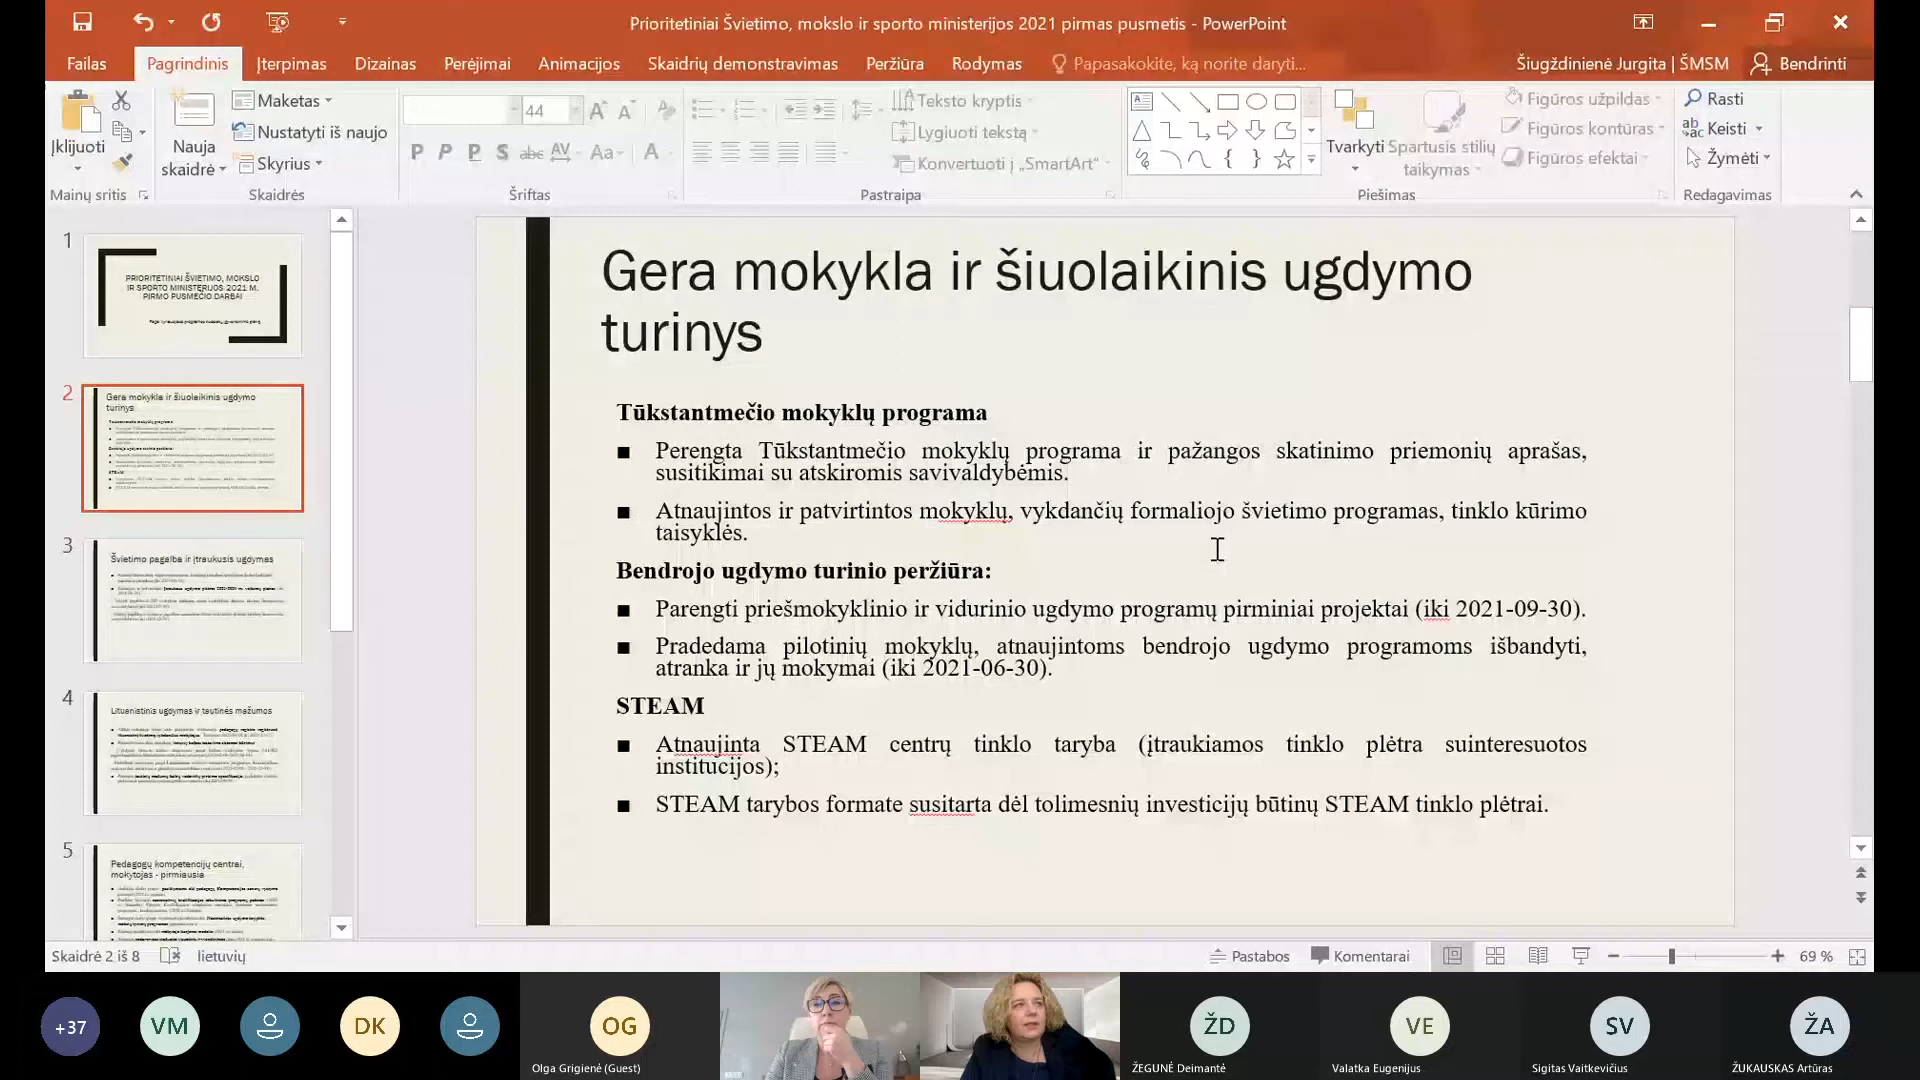 Prioritetiniai Švietimo, mokslo ir sporto ministerijos 2021 pirmas pusmetis - PowerPoint
Failas Pagrindinis Įterpimas Dizainas Perėjimai Animacijos Skaidrių demonstravimas Peržiūra Rodymas Papasakokite, ką norite daryti... Šiugždinienė Jurgita | ŠMSM Bendrinti
Įklijuoti
Nauja skaidrė
Maketas
Nustatyti iš naujo
Skyrius
44
Teksto kryptis
Lygiuoti tekstą
Konvertuoti į „SmartArt“
Tvarkyti
Spartusis stilių taikymas
Figūros užpildas
Figūros kontūras
Figūros efektai
Rasti
Keisti
Žymėti
Mainų sritis Skaidrės Šriftas Pastraipa Piešimas Redagavimas
1
PRIORITETINIAI ŠVIETIMO, MOKSLO
IR SPORTO MINISTERIJOS 2021 M.
PIRMO PUSMEČIO DARBAI
2
Gera mokykla ir šiuolaikinis ugdymo
turinys
3
Švietimo pagalba ir įtraukusis ugdymas
4
Lituanistinis ugdymas ir tautinės mažumos
5
Pedagogų kompetencijų centrai,
mokytojas - pirmiausia
Gera mokykla ir šiuolaikinis ugdymo
turinys
Tūkstantmečio mokyklų programa
■ Perengta Tūkstantmečio mokyklų programa ir pažangos skatinimo priemonių aprašas,
susitikimai su atskiromis savivaldybėmis.
■ Atnaujintos ir patvirtintos mokyklų, vykdančių formaliojo švietimo programas, tinklo kūrimo
taisyklės.
Bendrojo ugdymo turinio peržiūra:
■ Parengti priešmokyklinio ir vidurinio ugdymo programų pirminiai projektai (iki 2021-09-30).
■ Pradedama pilotinių mokyklų, atnaujintoms bendrojo ugdymo programoms išbandyti,
atranka ir jų mokymai (iki 2021-06-30).
STEAM
■ Atnaujinta STEAM centrų tinklo taryba (įtraukiamos tinklo plėtra suinteresuotos
institucijos);
■ STEAM tarybos formate susitarta dėl tolimesnių investicijų būtinų STEAM tinklo plėtrai.
Skaidrė 2 iš 8 lietuvių Pastabos Komentarai 69 %
+37 VM DK OG ŽD VE SV ŽA
Olga Grigienė (Guest) ŽEGUNĖ Deimantė Valatka Eugenijus Sigitas Vaitkevičius ŽUKAUSKAS Artūras